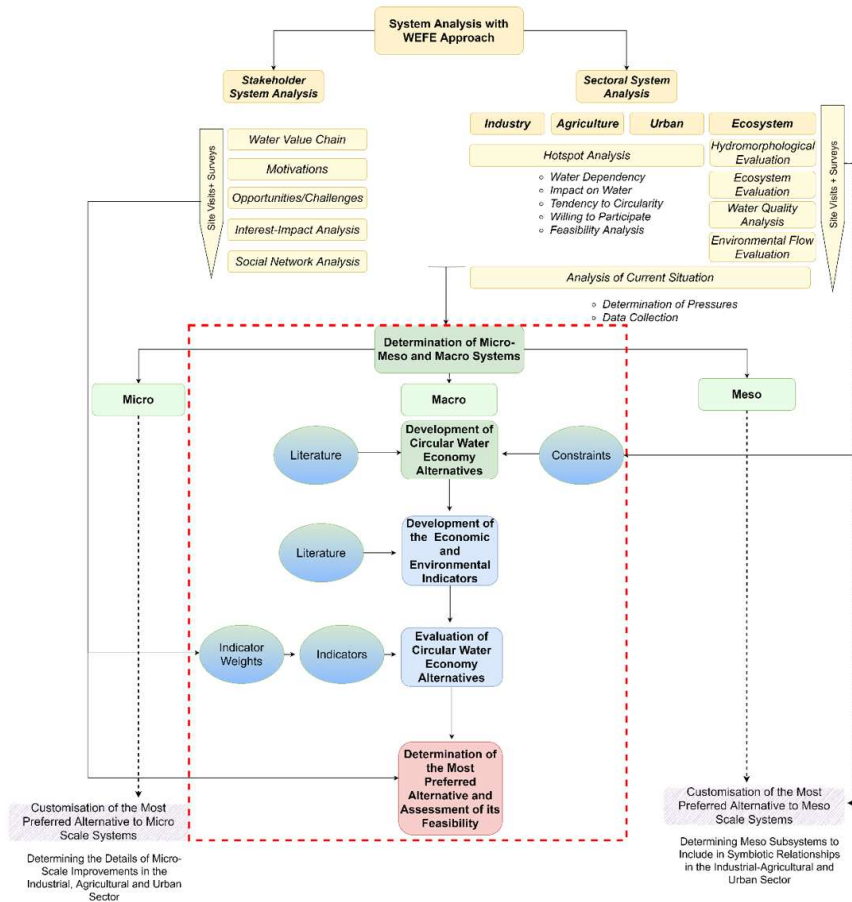 System Analysis with
WEFE Approach
Stakeholder
System Analysis
Sectoral System
Analysis
Industry
Agriculture
Urban
Ecosystem
Site Visits+ Surveys
Water Value Chain
Motivations
Opportunities/Challenges
Interest-Impact Analysis
Social Network Analysis
Hotspot Analysis
Water Dependency
Impact on Water
Tendency to Circularity
Willing to Participate
Feasibility Analysis
Hydromorphological
Evaluation
Ecosystem
Evaluation
Water Quality
Analysis
Environmental Flow
Evaluation
Site Visits + Surveys
Analysis of Current Situation
Determination of Pressures
Data Collection
Determination of Micro-
Meso and Macro Systems
Micro
Macro
Meso
Literature
Development of
Circular Water
Economy
Alternatives
Constraints
Literature
Development of
the Economic
and
Environmental
Indicators
Indicator
Weights
Indicators
Evaluation of
Circular Water
Economy
Alternatives
Determination of
the Most
Preferred
Alternative and
Assessment of its
Feasibility
Customisation of the Most
Preferred Alternative to Micro
Scale Systems
Determining the Details of Micro-
Scale Improvements in the
Industrial, Agricultural and Urban
Sector
Customisation of the Most
Preferred Alternative to Meso
Scale Systems
Determining Meso Subsystems to
Include in Symbiotic Relationships
in the Industrial-Agricultural and
Urban Sector